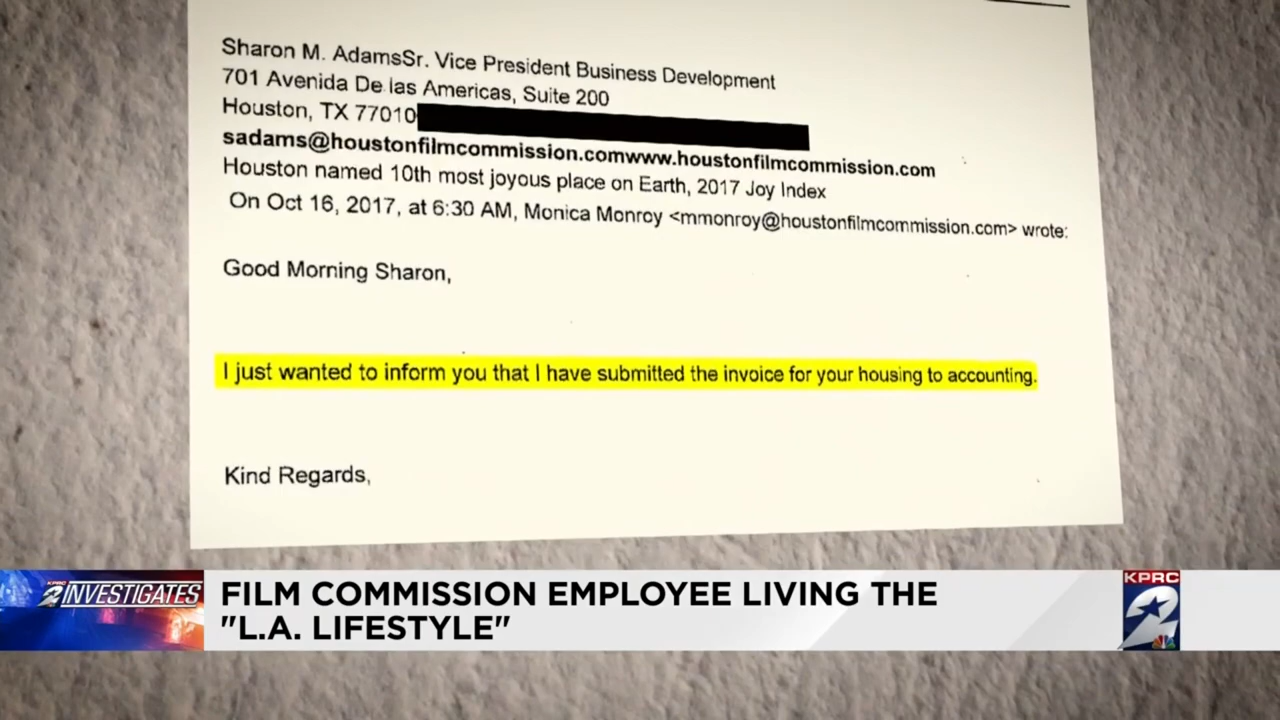 Sharon M. AdamsSr. Vice President Business Development
701 Avenida De las Americas, Suite 200
Houston, TX 77010
sadams@houstonfilmcommission.comwww.houstonfilmcommission.com
Houston named 10th most joyous place on Earth, 2017 Joy Index
On Oct 16, 2017, at 6:30 AM, Monica Monroy <mmonroy@houstonfilmcommission.com> wrote:
Good Morning Sharon,
I just wanted to inform you that I have submitted the invoice for your housing to accounting.
Kind Regards,
KPRC
2 INVESTIGATES
FILM COMMISSION EMPLOYEE LIVING THE
"L.A. LIFESTYLE"
KPRC
2